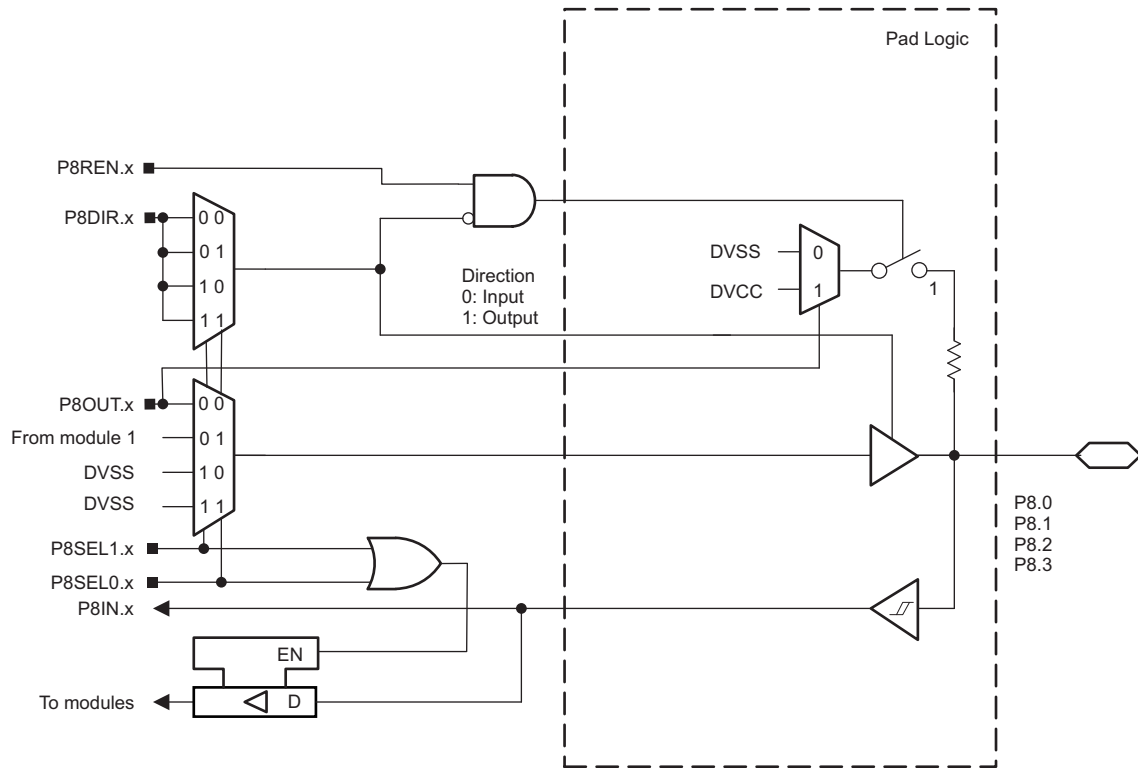 Pad Logic
P8REN.x
P8DIR.x
0 0
0 1
1 0
1 1
Direction
0: Input
1: Output
DVSS
DVCC
0
1
1
P8OUT.x
From module 1
DVSS
DVSS
0 0
0 1
1 0
1 1
P8SEL1.x
P8SEL0.x
P8IN.x
P8.0
P8.1
P8.2
P8.3
EN
To modules
D